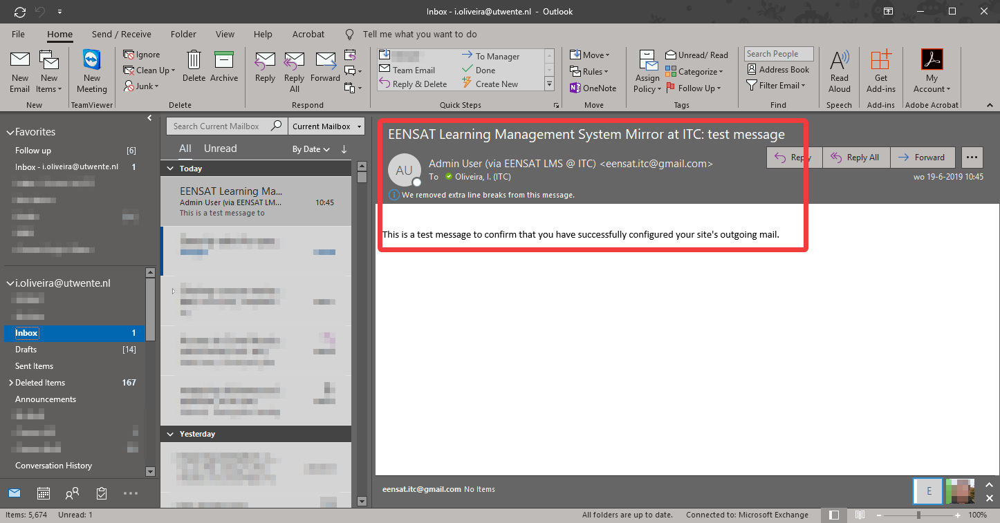 Inbox - i.oliveira@utwente.nl - Outlook
File Home Send / Receive Folder View Help Acrobat Tell me what you want to do
New Email
New Items
New
New Meeting
TeamViewer
Ignore
Clean Up
Junk
Delete
Archive
Delete
Reply
Reply All
Forward
Respond
To Manager
Team Email
Done
Reply & Delete
Create New
Quick Steps
Move
Rules
OneNote
Move
Assign Policy
Unread/ Read
Categorize
Follow Up
Tags
Search People
Address Book
Filter Email
Find
Read Aloud
Speech
Get Add-ins
Add-ins
My Account
Adobe Acrobat
Favorites
Follow up [6]
Inbox - i.oliveira@utwente.nl 1
i.oliveira@utwente.nl
Inbox 1
Drafts [14]
Sent Items
Deleted Items 167
Announcements
Conversation History
Search Current Mailbox Current Mailbox
All Unread By Date
Today
EENSAT Learning Ma...
Admin User (via EENSAT LM... 10:45
This is a test message to
Yesterday
EENSAT Learning Management System Mirror at ITC: test message
AU
Admin User (via EENSAT LMS @ ITC) <eensat.itc@gmail.com>
To Oliveira, I. (ITC)
Reply Reply All Forward
wo 19-6-2019 10:45
We removed extra line breaks from this message.
This is a test message to confirm that you have successfully configured your site's outgoing mail.
eensat.itc@gmail.com No Items
E
Items: 5,674 Unread: 1 All folders are up to date. Connected to: Microsoft Exchange 100%